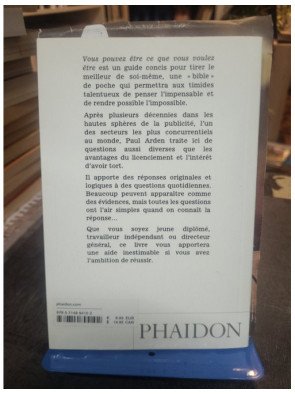 Vous pouvez être ce que vous voulez
être est un guide concis pour tirer le
meilleur de soi-même, une « bible »
de poche qui permettra aux timides
talentueux de penser l'impensable et
de rendre possible l'impossible.
Après plusieurs décennies dans les
hautes sphères de la publicité, l'un
des secteurs les plus concurrentiels au
monde, Paul Arden traite ici de
questions aussi diverses que les
avantages du licenciement et l'intérêt
d'avoir tort.
Il apporte des réponses originales et
logiques à des questions quotidiennes.
Beaucoup peuvent apparaître comme
des évidences, mais toutes les questions
ont l'air simples quand on connaît la
réponse...
Que vous soyez jeune diplômé,
travailleur indépendant ou directeur
général, ce livre vous apportera
une aide inestimable si vous avez
l'ambition de réussir.
phaidon.com
PHAIDON